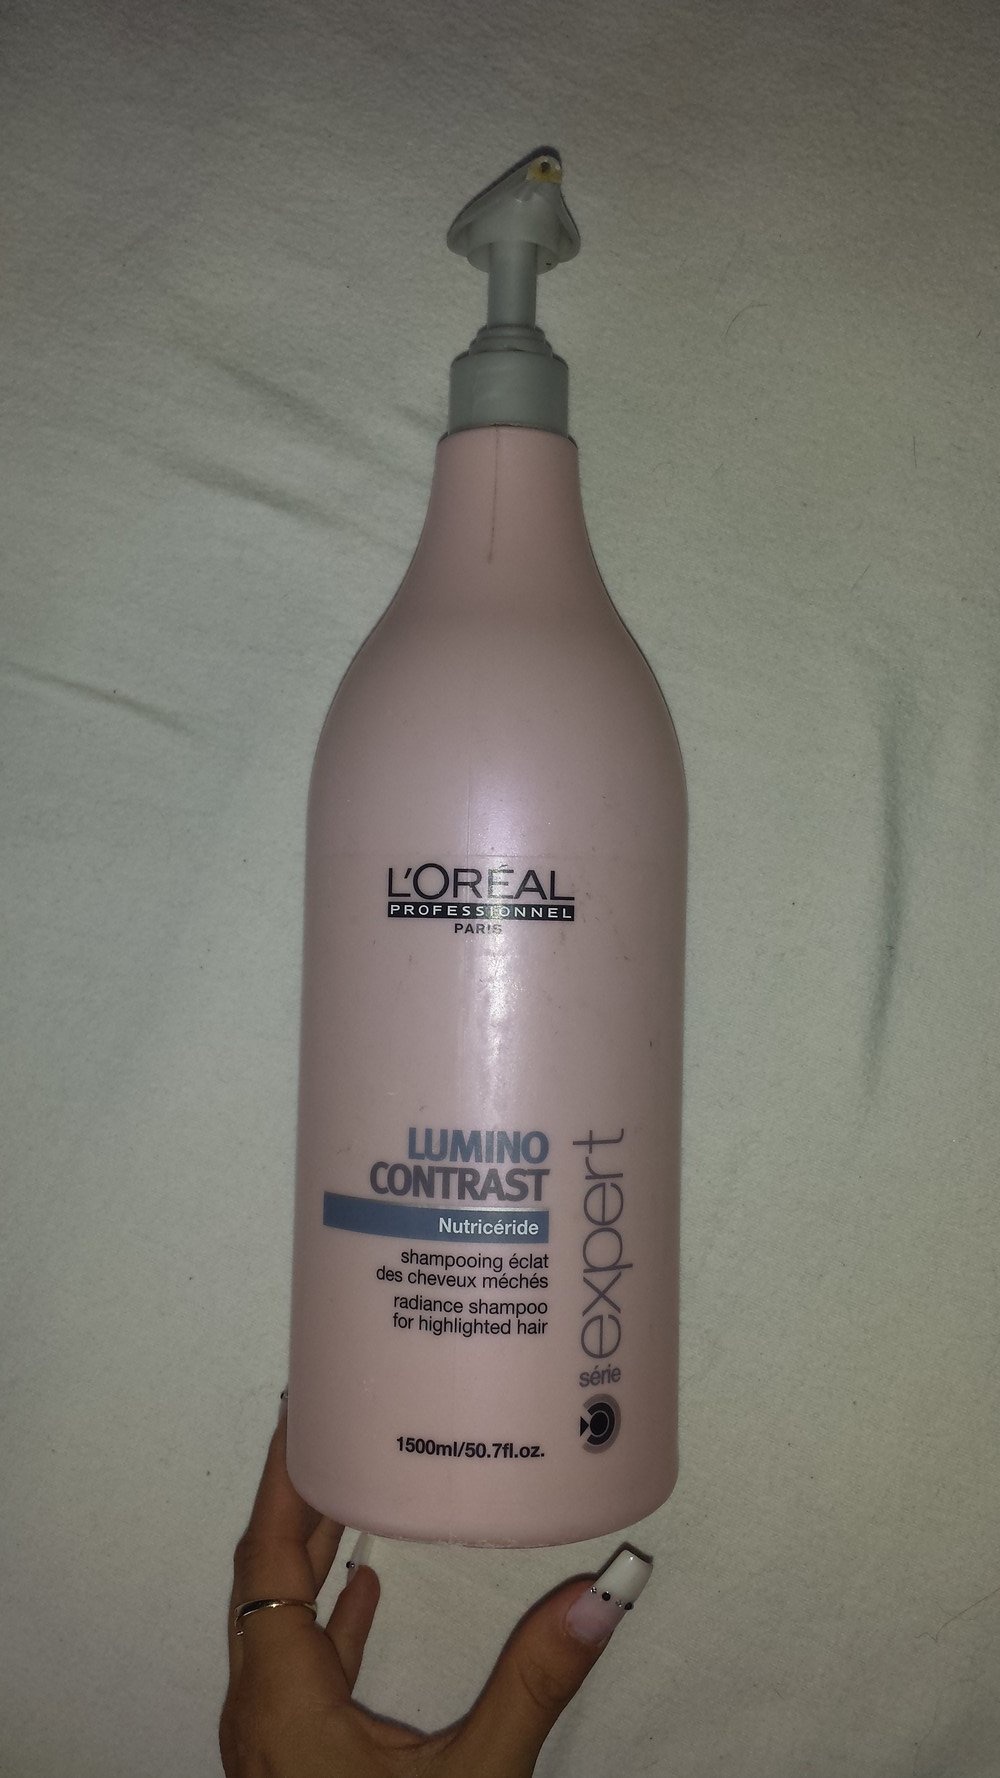 L'ORÉAL
PROFESSIONNEL
PARIS
LUMINO
CONTRAST
Nutricéride
shampooing éclat
des cheveux méchés
radiance shampoo
for highlighted hair
1500ml/50.7fl.oz.
série expert